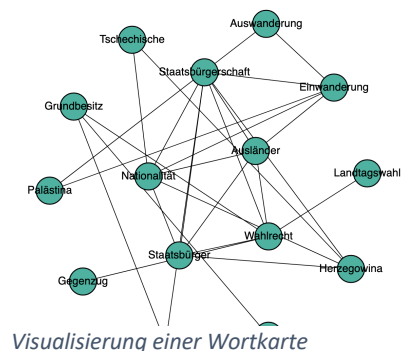 Auswanderung
Tschechische
Staatsbürgerschaft
Einwanderung
Grundbesitz
Ausländer
Landtagswahl
Nationalität
Palästina
Wahlrecht
Staatsbürger
Herzegowina
Gegenzug
Visualisierung einer Wortkarte